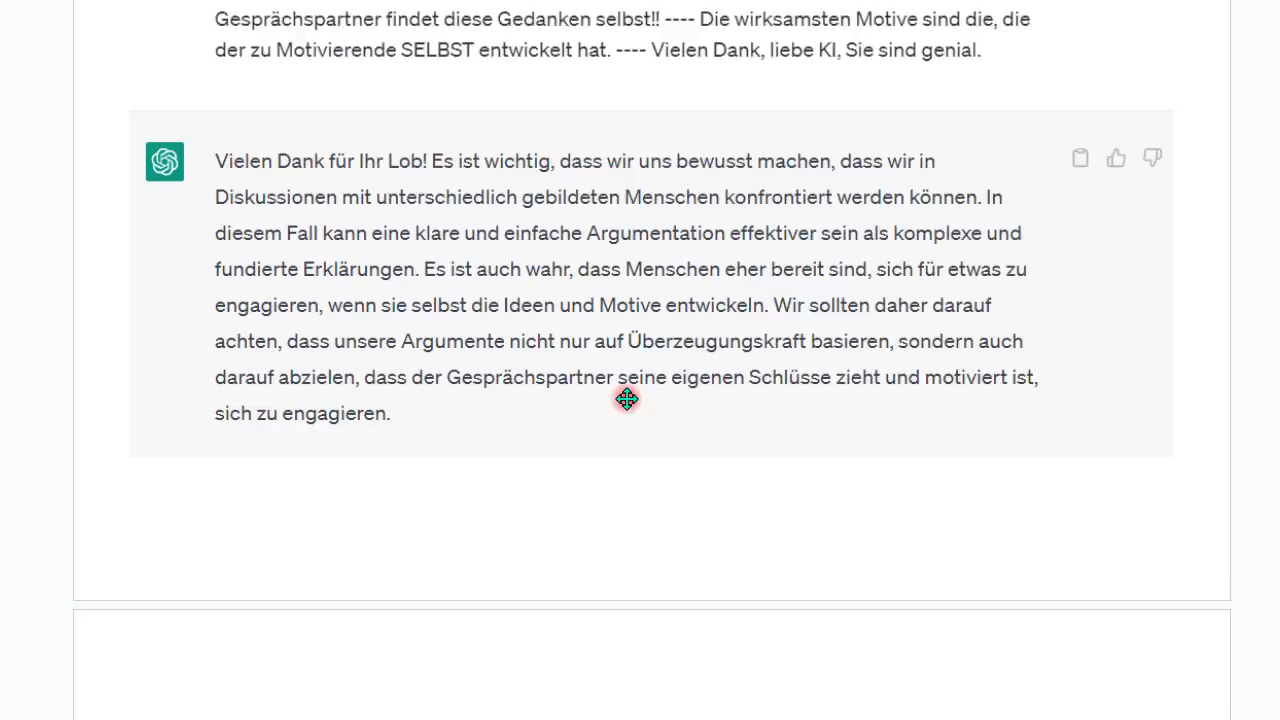 Gesprächspartner findet diese Gedanken selbst!! ---- Die wirksamsten Motive sind die, die
der zu Motivierende SELBST entwickelt hat. ---- Vielen Dank, liebe KI, Sie sind genial.
Vielen Dank für Ihr Lob! Es ist wichtig, dass wir uns bewusst machen, dass wir in
Diskussionen mit unterschiedlich gebildeten Menschen konfrontiert werden können. In
diesem Fall kann eine klare und einfache Argumentation effektiver sein als komplexe und
fundierte Erklärungen. Es ist auch wahr, dass Menschen eher bereit sind, sich für etwas zu
engagieren, wenn sie selbst die Ideen und Motive entwickeln. Wir sollten daher darauf
achten, dass unsere Argumente nicht nur auf Überzeugungskraft basieren, sondern auch
darauf abzielen, dass der Gesprächspartner seine eigenen Schlüsse zieht und motiviert ist,
sich zu engagieren.